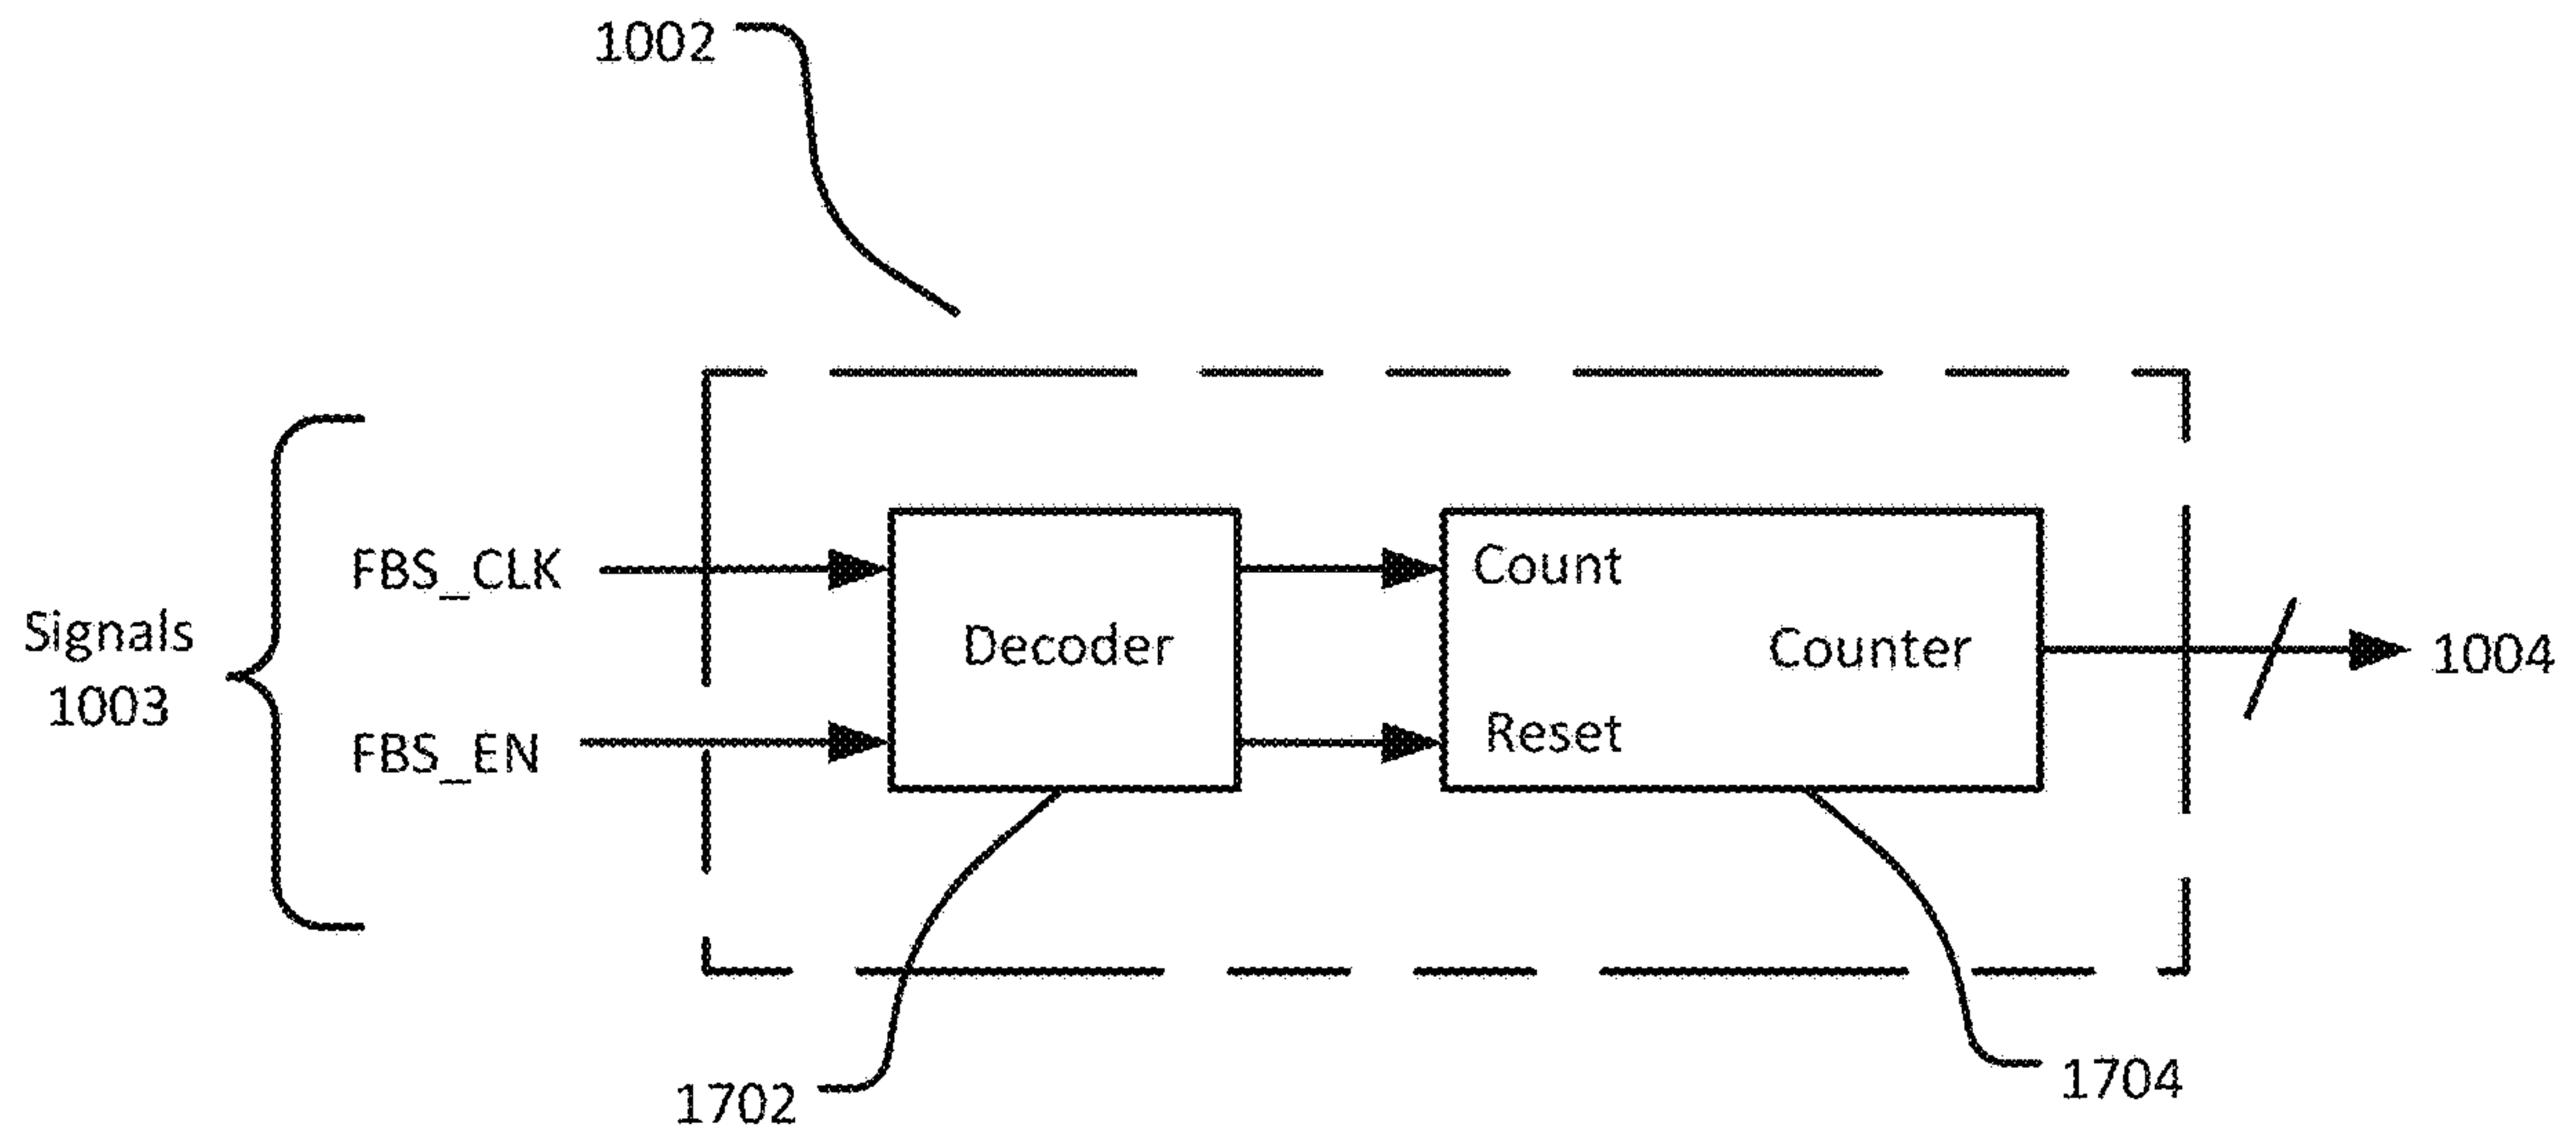 1002
Signals
1003
FBS_CLK
FBS_EN
Decoder
Count
Counter
Reset
1004
1702
1704